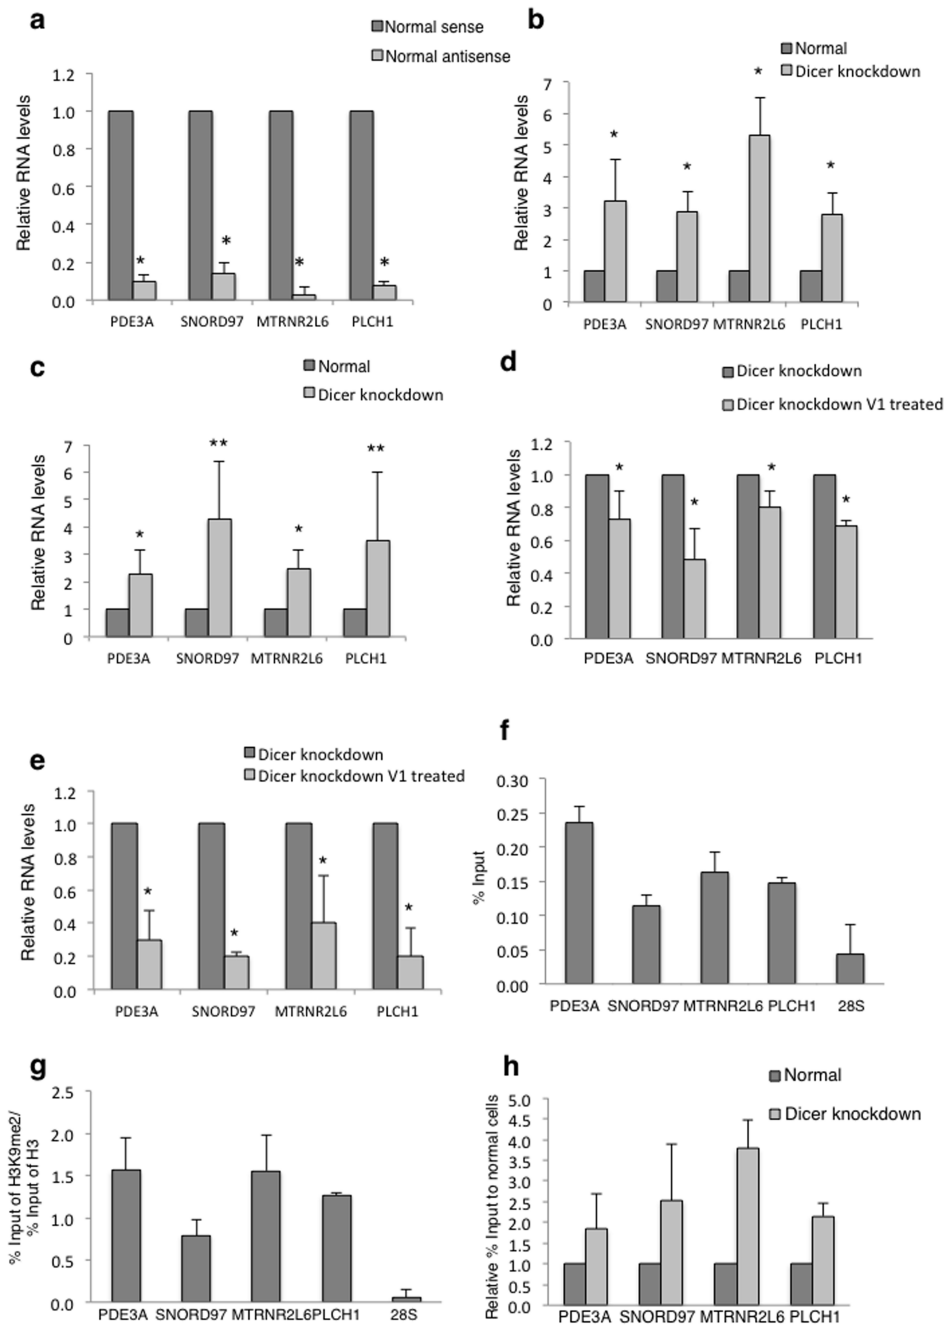 a
Normal sense
Normal antisense
Relative RNA levels
1.2
1.0
0.8
0.6
0.4
0.2
0.0
* * * *
PDE3A SNORD97 MTRNR2L6 PLCH1
b
Normal
Dicer knockdown
Relative RNA levels
7
6
5
4
3
2
1
0
* * * *
PDE3A SNORD97 MTRNR2L6 PLCH1
c
Normal
Dicer knockdown
Relative RNA levels
7
6
5
4
3
2
1
0
* ** * **
PDE3A SNORD97 MTRNR2L6 PLCH1
d
Dicer knockdown
Dicer knockdown V1 treated
Relative RNA levels
1.2
1.0
0.8
0.6
0.4
0.2
0.0
* * * *
PDE3A SNORD97 MTRNR2L6 PLCH1
e
Dicer knockdown
Dicer knockdown V1 treated
Relative RNA levels
1.2
1.0
0.8
0.6
0.4
0.2
0.0
* * * *
PDE3A SNORD97 MTRNR2L6 PLCH1
f
% Input
0.30
0.25
0.20
0.15
0.10
0.05
0.00
PDE3A SNORD97 MTRNR2L6 PLCH1 28S
g
% Input of H3K9me2/
% Input of H3
2.5
2.0
1.5
1.0
0.5
0.0
PDE3A SNORD97 MTRNR2L6 PLCH1 28S
h
Normal
Dicer knockdown
Relative % Input to normal cells
5.0
4.5
4.0
3.5
3.0
2.5
2.0
1.5
1.0
0.5
0.0
PDE3A SNORD97 MTRNR2L6 PLCH1